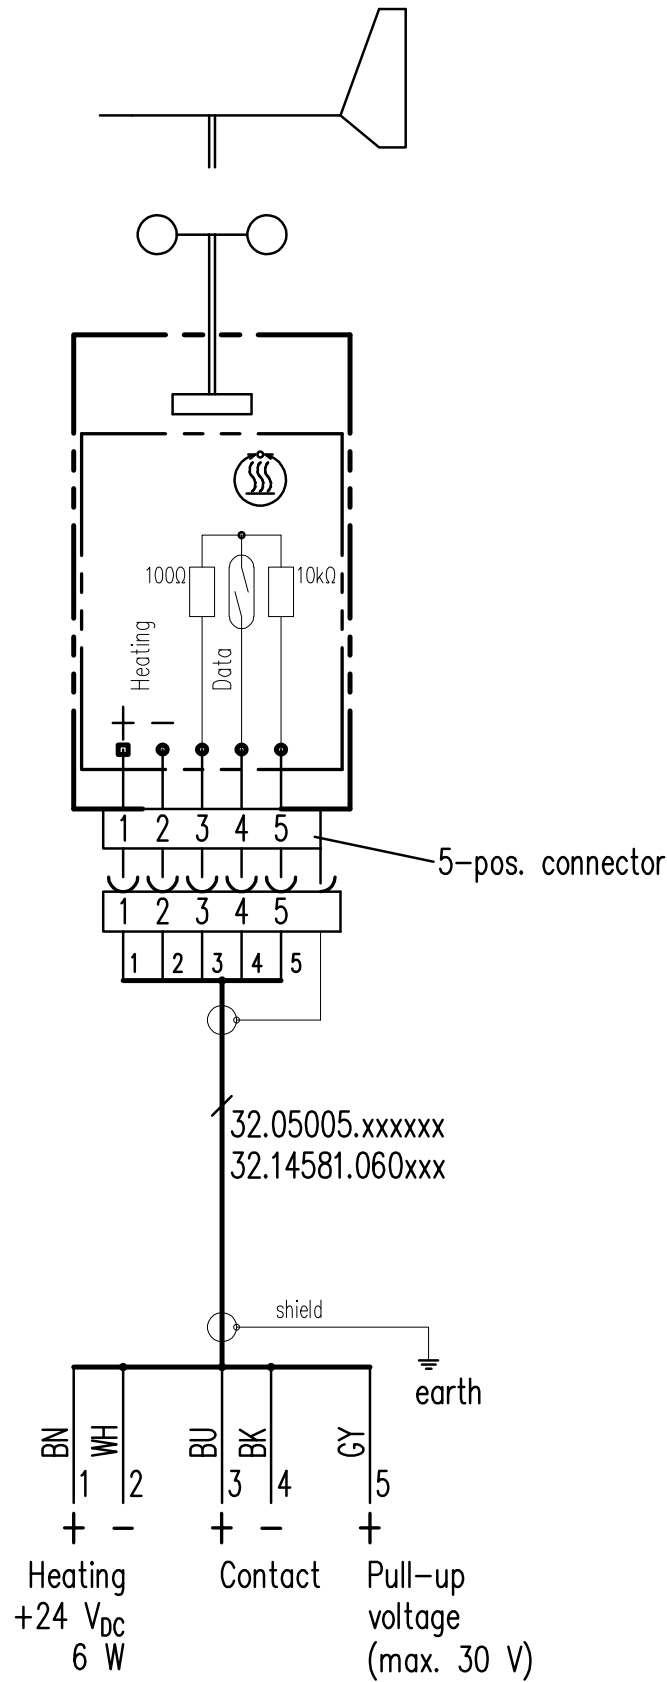 100Ω
10kΩ
Heating
Data
+ −
1 2 3 4 5
5-pos. connector
1 2 3 4 5
1 2 3 4 5
32.05005.xxxxxx
32.14581.060xxx
shield
earth
BN WH BU BK GY
1 2 3 4 5
+ − + − +
Heating Contact Pull-up
+24 VDC voltage
6 W (max. 30 V)